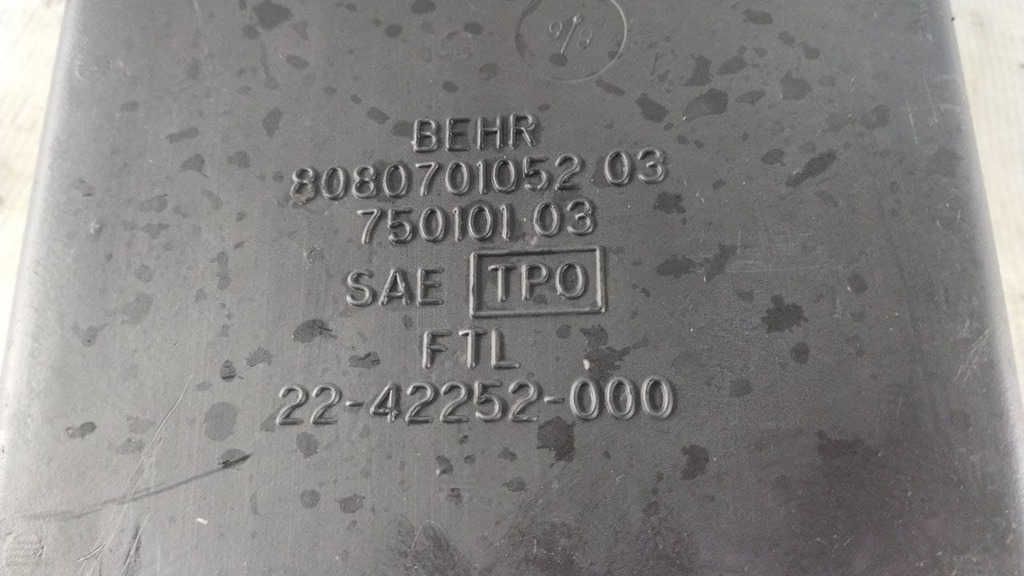 BEHR
8080701052 03
750101 03
SAE TPO
FTL
22-42252-000